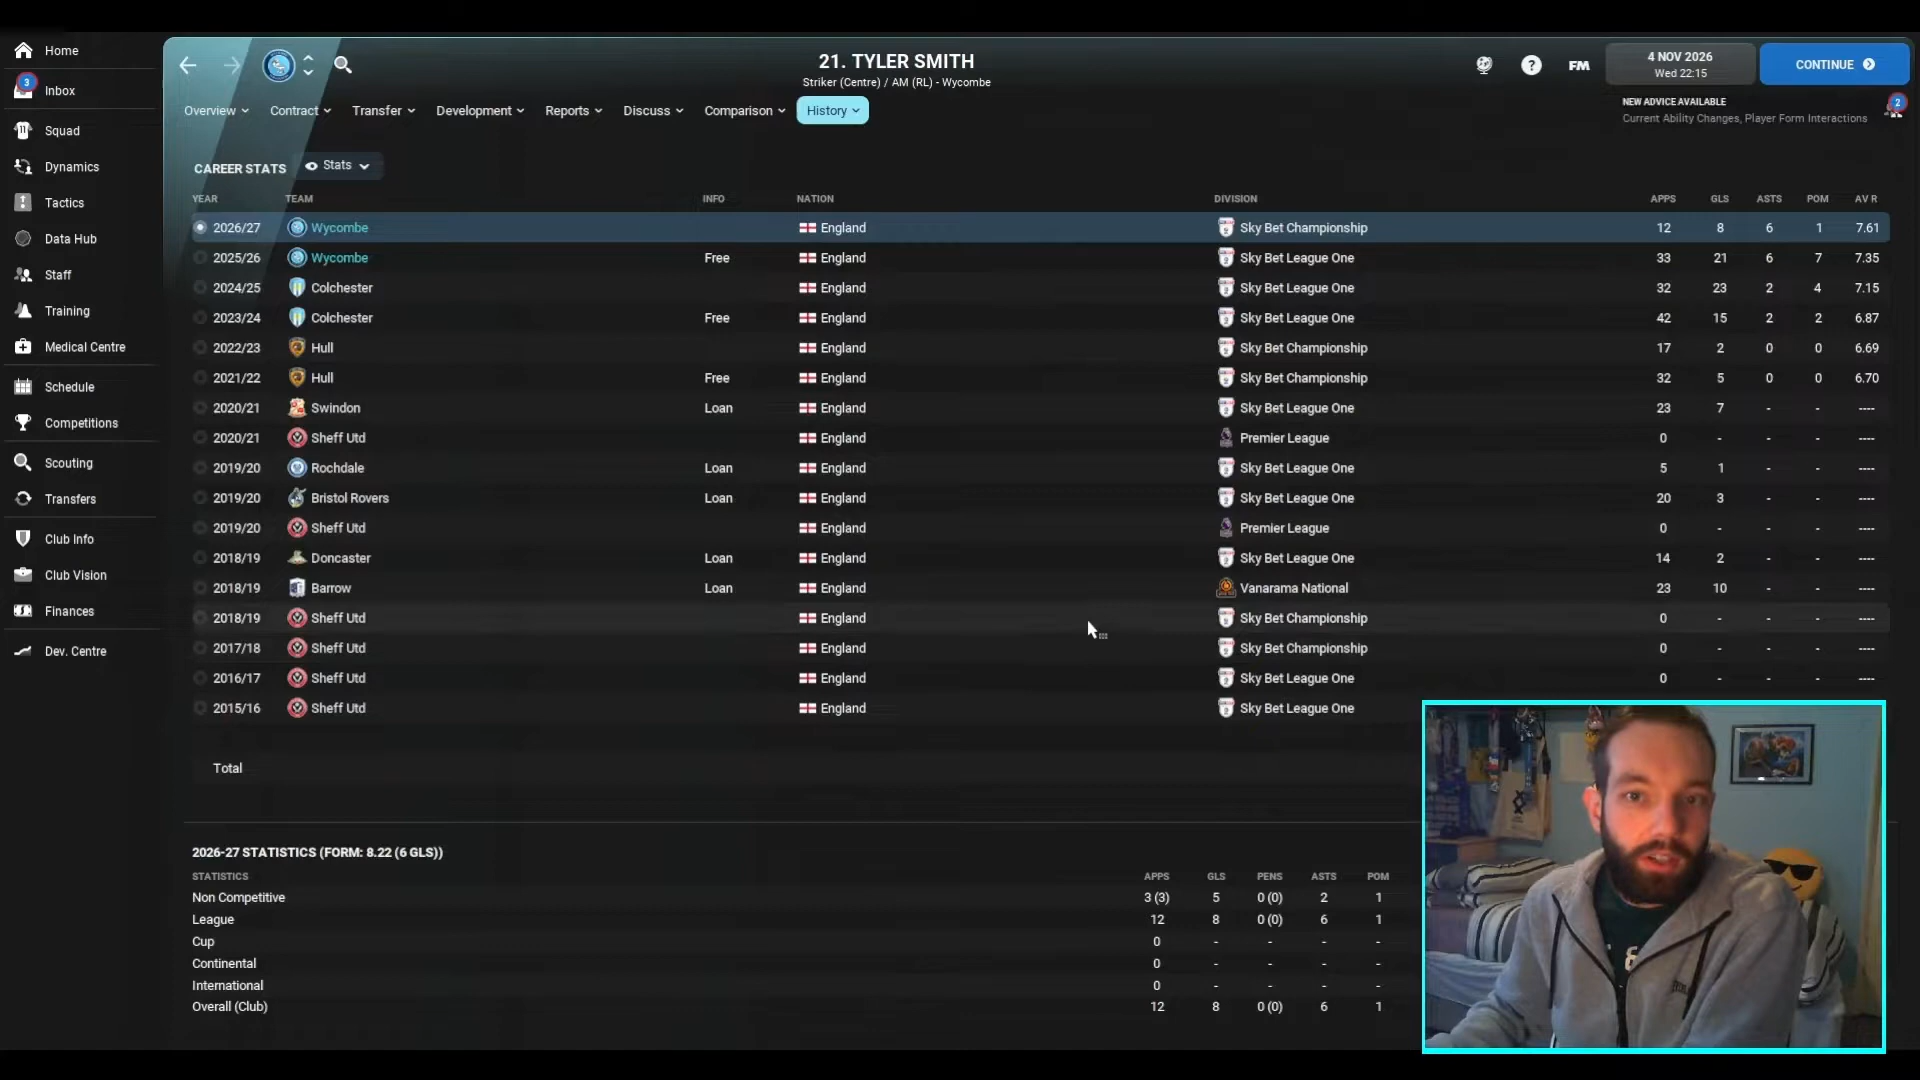 Home
3
Inbox
Squad
Dynamics
Tactics
Data Hub
Staff
Training
Medical Centre
Schedule
Competitions
Scouting
Transfers
Club Info
Club Vision
Finances
Dev. Centre
21. TYLER SMITH
Striker (Centre) / AM (RL) - Wycombe
FM
4 NOV 2026
Wed 22:15
CONTINUE
Overview Contract Transfer Development Reports Discuss Comparison History
NEW ADVICE AVAILABLE
Current Ability Changes, Player Form Interactions
2
CAREER STATS Stats
YEAR TEAM INFO NATION DIVISION APPS GLS ASTS POM AV R
2026/27 Wycombe England Sky Bet Championship 12 8 6 1 7.61
2025/26 Wycombe Free England Sky Bet League One 33 21 6 7 7.35
2024/25 Colchester England Sky Bet League One 32 23 2 4 7.15
2023/24 Colchester Free England Sky Bet League One 42 15 2 2 6.87
2022/23 Hull England Sky Bet Championship 17 2 0 0 6.69
2021/22 Hull Free England Sky Bet Championship 32 5 0 0 6.70
2020/21 Swindon Loan England Sky Bet League One 23 7 - - ----
2020/21 Sheff Utd England Premier League 0 - - - ----
2019/20 Rochdale Loan England Sky Bet League One 5 1 - - ----
2019/20 Bristol Rovers Loan England Sky Bet League One 20 3 - - ----
2019/20 Sheff Utd England Premier League 0 - - - ----
2018/19 Doncaster Loan England Sky Bet League One 14 2 - - ----
2018/19 Barrow Loan England Vanarama National 23 10 - - ----
2018/19 Sheff Utd England Sky Bet Championship 0 - - - ----
2017/18 Sheff Utd England Sky Bet Championship 0 - - - ----
2016/17 Sheff Utd England Sky Bet League One 0 - - - ----
2015/16 Sheff Utd England Sky Bet League One
Total
2026-27 STATISTICS (FORM: 8.22 (6 GLS))
STATISTICS APPS GLS PENS ASTS POM
Non Competitive 3 (3) 5 0 (0) 2 1
League 12 8 0 (0) 6 1
Cup 0 - - - -
Continental 0 - - - -
International 0 - - - -
Overall (Club) 12 8 0 (0) 6 1